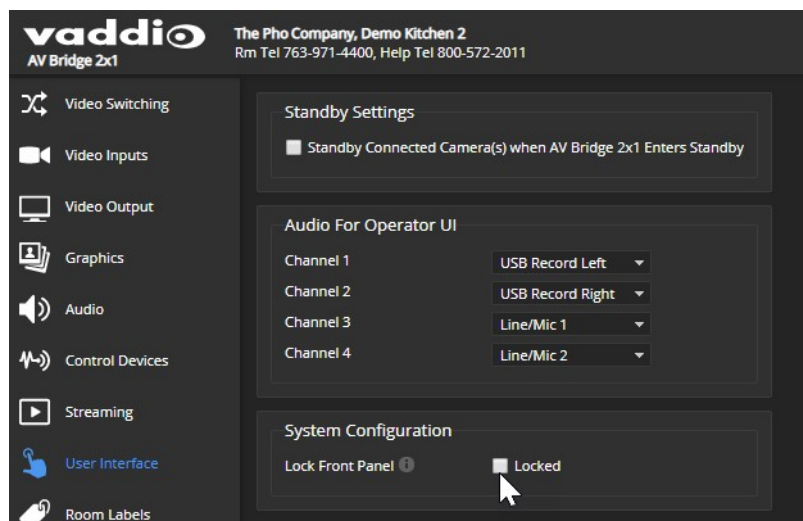 vaddio
AV Bridge 2x1
The Pho Company, Demo Kitchen 2
Rm Tel 763-971-4400, Help Tel 800-572-2011
Video Switching
Video Inputs
Video Output
Graphics
Audio
Control Devices
Streaming
User Interface
Room Labels
Standby Settings
Standby Connected Camera(s) when AV Bridge 2x1 Enters Standby
Audio For Operator UI
Channel 1 USB Record Left
Channel 2 USB Record Right
Channel 3 Line/Mic 1
Channel 4 Line/Mic 2
System Configuration
Lock Front Panel Locked